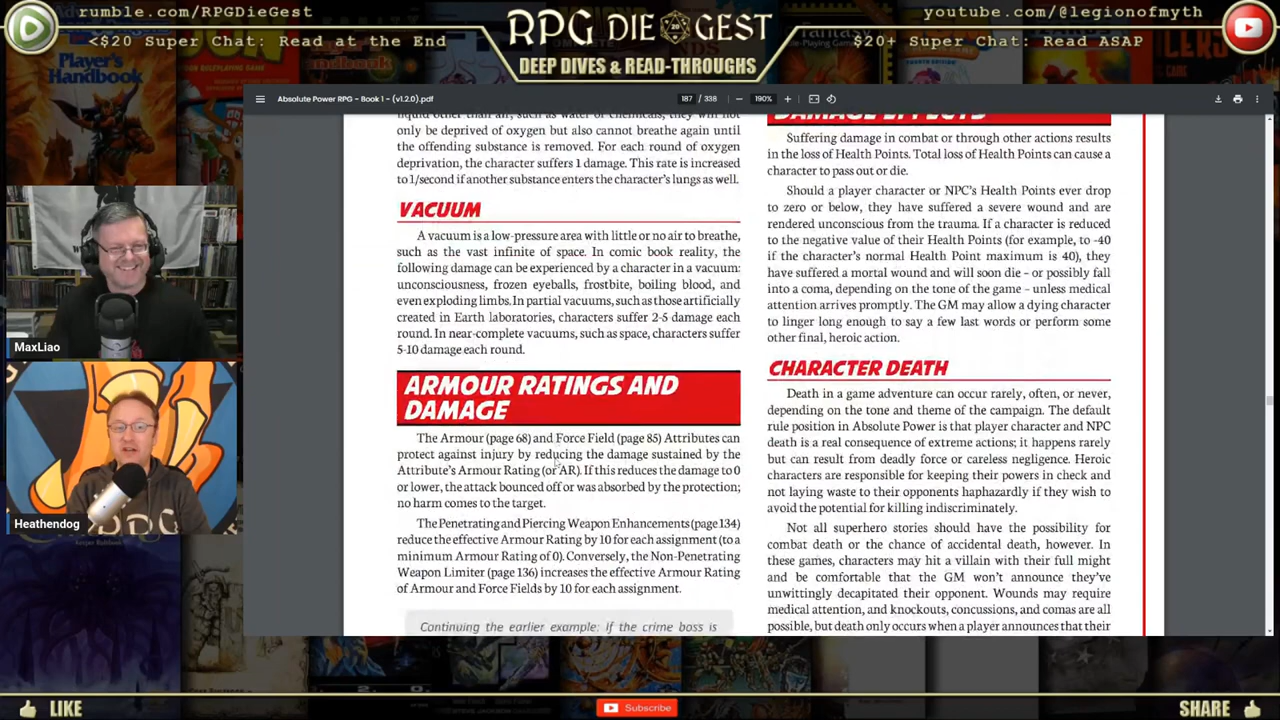 rumble.com/RPGDieGest
<$20 Super Chat: Read at the End
RPG DIE GEST
DEEP DIVES & READ-THROUGHS
youtube.com/@legionofmyth
$20+ Super Chat: Read ASAP
Player's
Handbook
Absolute Power RPG - Book 1 - (v1.2.0).pdf
187 / 338
190%
liquid other than air, such as water or chemicals, they will not
only be deprived of oxygen but also cannot breathe again until
the offending substance is removed. For each round of oxygen
deprivation, the character suffers 1 damage. This rate is increased
to 1/second if another substance enters the character's lungs as well.
VACUUM
A vacuum is a low-pressure area with little or no air to breathe,
such as the vast infinite of space. In comic book reality, the
following damage can be experienced by a character in a vacuum:
unconsciousness, frozen eyeballs, frostbite, boiling blood, and
even exploding limbs. In partial vacuums, such as those artificially
created in Earth laboratories, characters suffer 2-5 damage each
round. In near-complete vacuums, such as space, characters suffer
5-10 damage each round.
ARMOUR RATINGS AND
DAMAGE
The Armour (page 68) and Force Field (page 85) Attributes can
protect against injury by reducing the damage sustained by the
Attribute's Armour Rating (or AR). If this reduces the damage to 0
or lower, the attack bounced off or was absorbed by the protection;
no harm comes to the target.
The Penetrating and Piercing Weapon Enhancements (page 134)
reduce the effective Armour Rating by 10 for each assignment (to a
minimum Armour Rating of 0). Conversely, the Non-Penetrating
Weapon Limiter (page 136) increases the effective Armour Rating
of Armour and Force Fields by 10 for each assignment.
Continuing the earlier example: If the crime boss is
DAMAGE EFFECTS
Suffering damage in combat or through other actions results
in the loss of Health Points. Total loss of Health Points can cause a
character to pass out or die.
Should a player character or NPC's Health Points ever drop
to zero or below, they have suffered a severe wound and are
rendered unconscious from the trauma. If a character is reduced
to the negative value of their Health Points (for example, to -40
if the character's normal Health Point maximum is 40), they
have suffered a mortal wound and will soon die – or possibly fall
into a coma, depending on the tone of the game – unless medical
attention arrives promptly. The GM may allow a dying character
to linger long enough to say a few last words or perform some
other final, heroic action.
CHARACTER DEATH
Death in a game adventure can occur rarely, often, or never,
depending on the tone and theme of the campaign. The default
rule position in Absolute Power is that player character and NPC
death is a real consequence of extreme actions; it happens rarely
but can result from deadly force or careless negligence. Heroic
characters are responsible for keeping their powers in check and
not laying waste to their opponents haphazardly if they wish to
avoid the potential for killing indiscriminately.
Not all superhero stories should have the possibility for
combat death or the chance of accidental death, however. In
these games, characters may hit a villain with their full might
and be comfortable that the GM won't announce they've
unwittingly decapitated their opponent. Wounds may require
medical attention, and knockouts, concussions, and comas are all
possible, but death only occurs when a player announces that their
MaxLiao
Heathendog
LIKE
Subscribe
SHARE